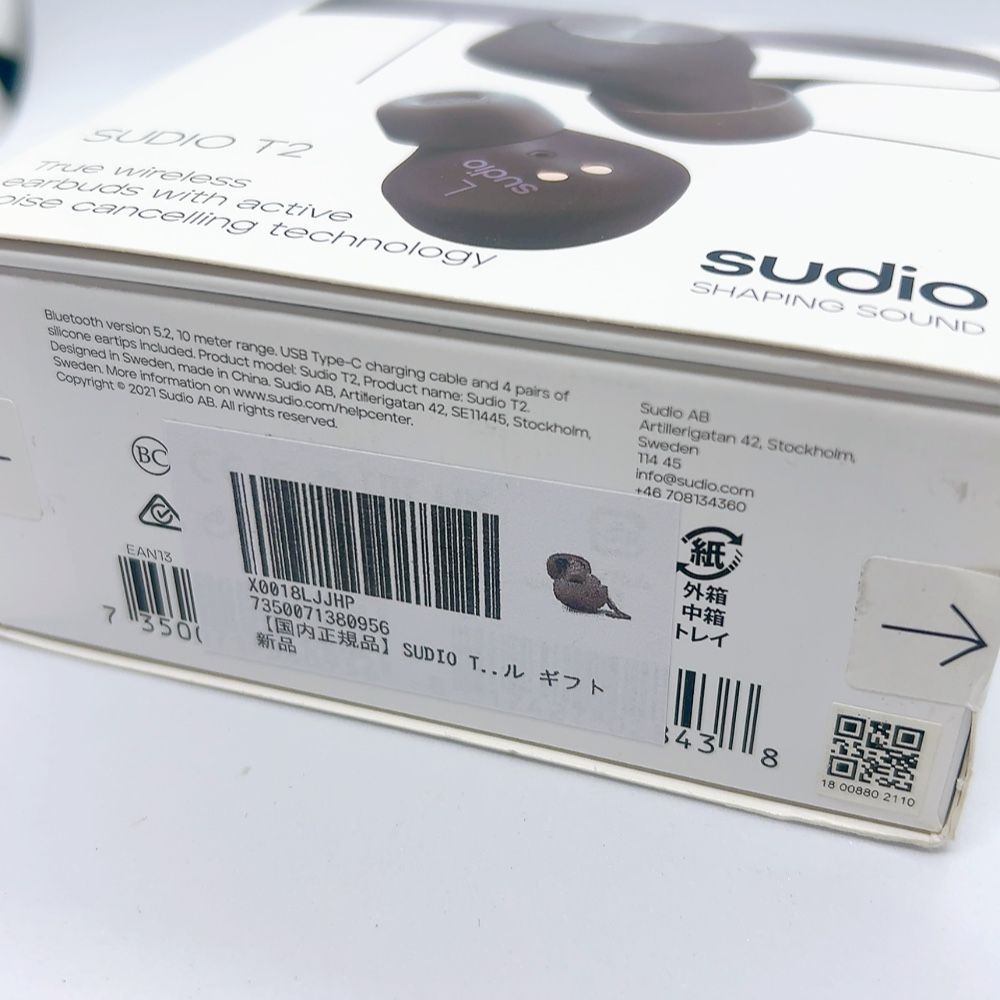 SUDIO T2
True wireless
earbuds with active
oise cancelling technology
L
sudio
sudio
SHAPING SOUND
Bluetooth version 5.2, 10 meter range. USB Type-C charging cable and 4 pairs of
silicone eartips included. Product model: Sudio T2, Product name: Sudio T2.
Designed in Sweden, made in China. Sudio AB, Artillerigatan 42, SE11445, Stockholm,
Sweden. More information on www.sudio.com/helpcenter.
Copyright © 2021 Sudio AB. All rights reserved.
Sudio AB
Artillerigatan 42, Stockholm,
Sweden
114 45
info@sudio.com
+46 708134360
BC
EAN13
7 3500
X0018LJJHP
7350071380956
【国内正規品】 SUDIO T..ル ギフト
新品
紙
外箱
中箱
トレイ
843 8
18 00880 2110